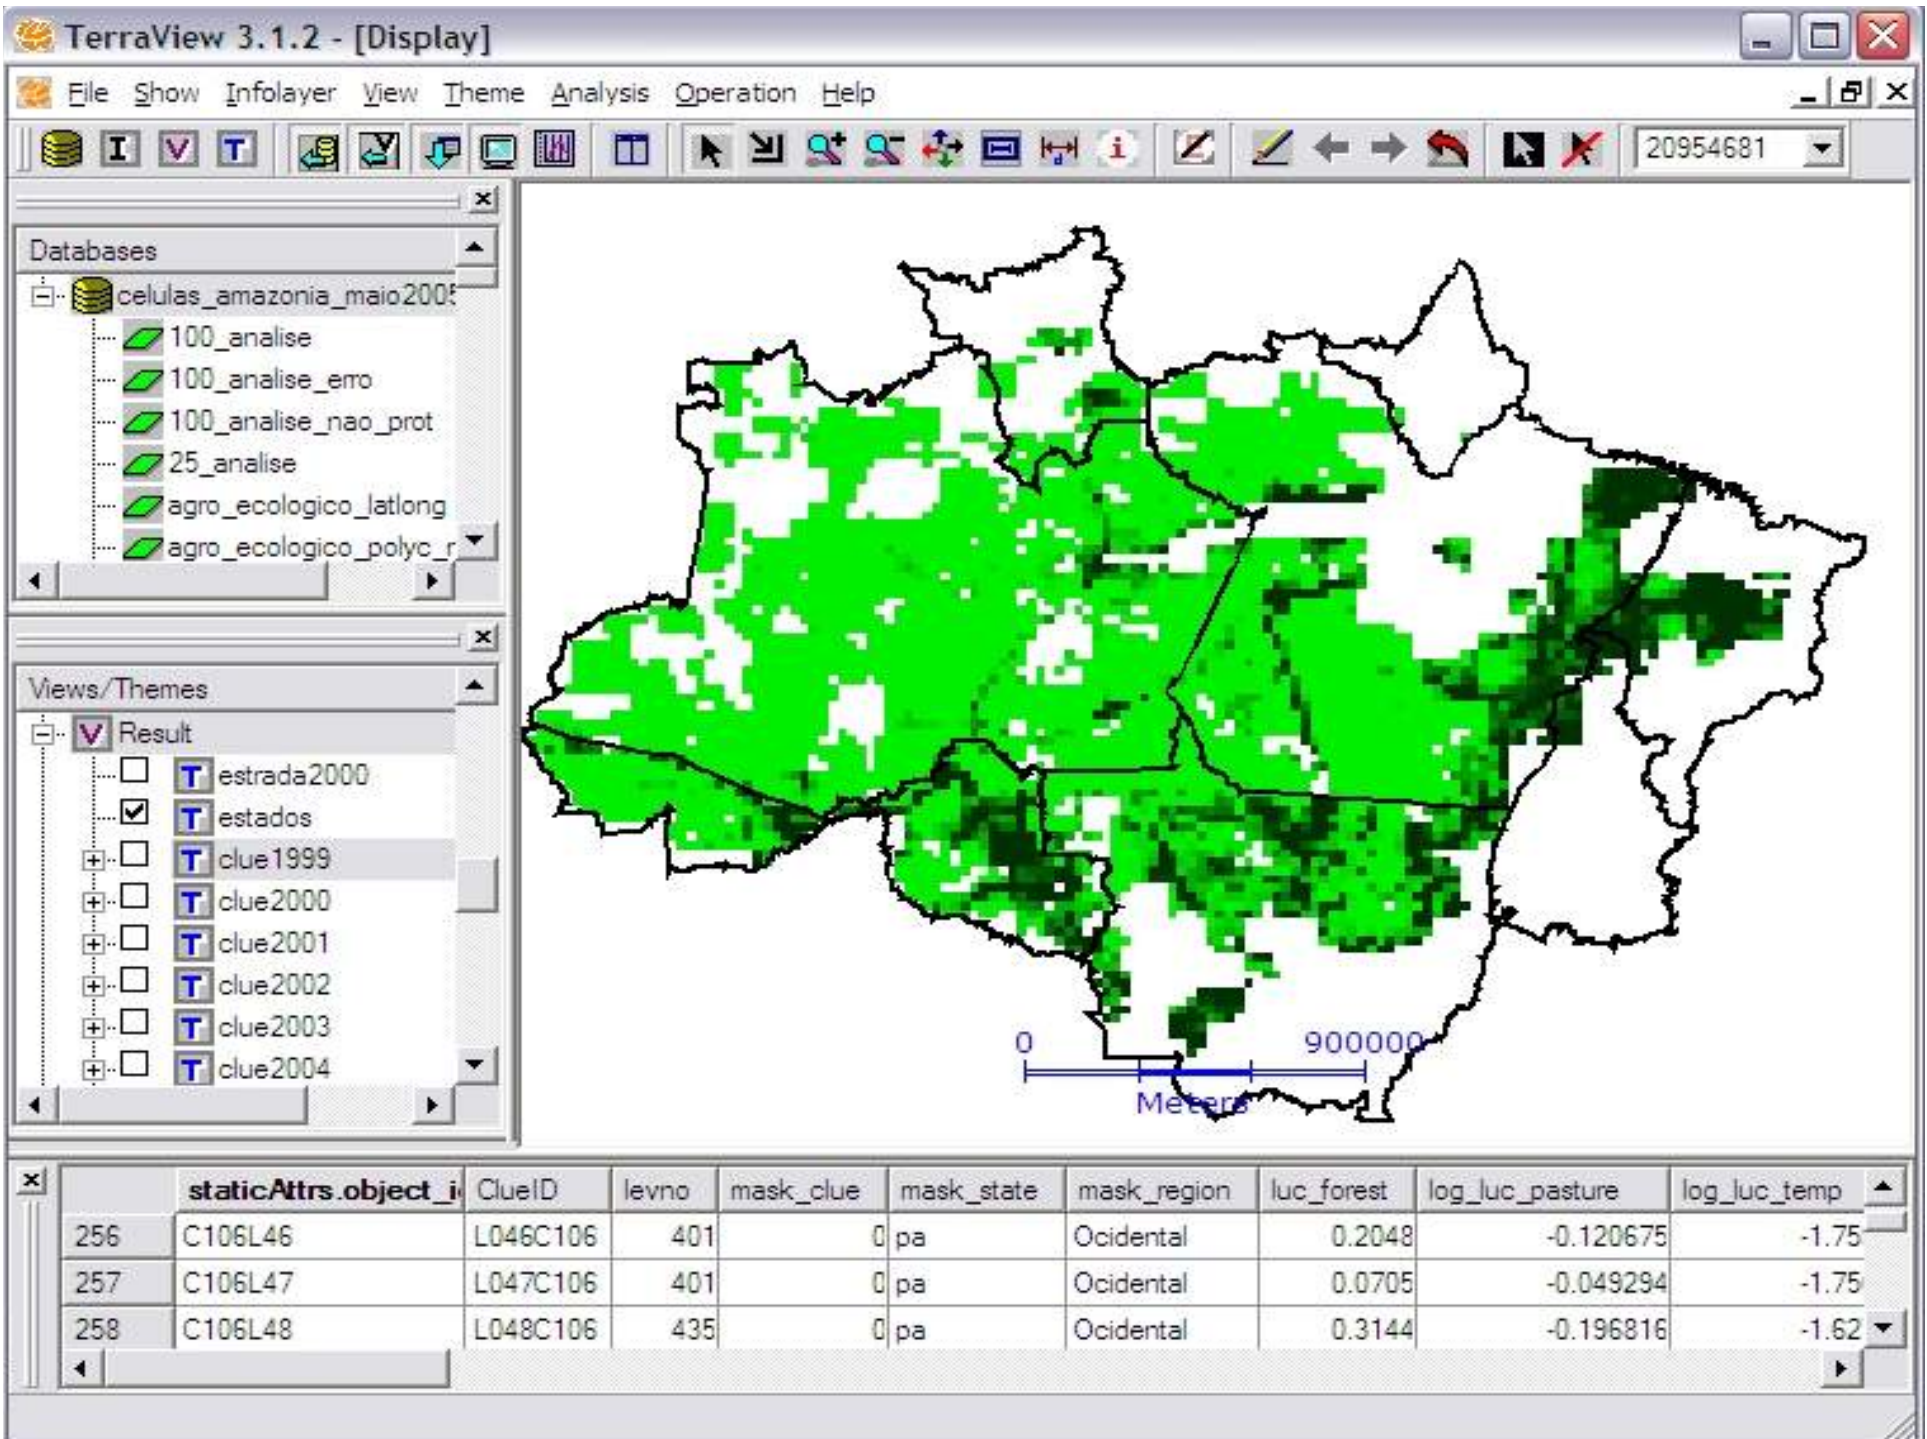 TerraView 3.1.2 - [Display]
File Show Infolayer View Theme Analysis Operation Help
I V T i 20954681
Databases
celulas_amazonia_maio2005
100_analise
100_analise_erro
100_analise_nao_prot
25_analise
agro_ecologico_latlong
agro_ecologico_polyc_r
Views/Themes
V Result
T estrada2000
T estados
T clue1999
T clue2000
T clue2001
T clue2002
T clue2003
T clue2004
0 900000
Meters
staticAttrs.object_i ClueID levno mask_clue mask_state mask_region luc_forest log_luc_pasture log_luc_temp
256 C106L46 L046C106 401 0 pa Ocidental 0.2048 -0.120675 -1.75
257 C106L47 L047C106 401 0 pa Ocidental 0.0705 -0.049294 -1.75
258 C106L48 L048C106 435 0 pa Ocidental 0.3144 -0.196816 -1.62